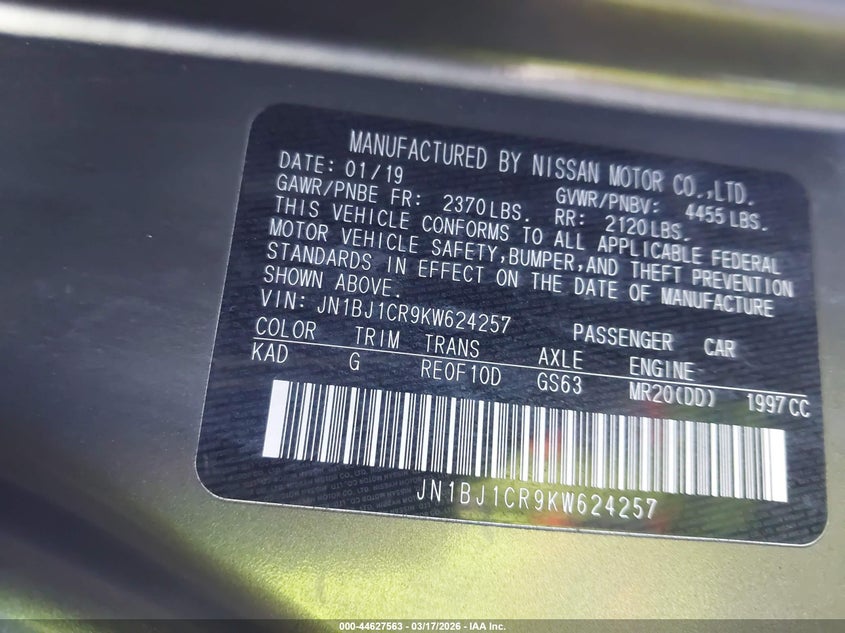 MANUFACTURED BY NISSAN MOTOR CO.,LTD.
DATE: 01/19 GVWR/PNBV: 4455LBS.
GAWR/PNBE FR: 2370LBS. RR: 2120LBS.
THIS VEHICLE CONFORMS TO ALL APPLICABLE FEDERAL
MOTOR VEHICLE SAFETY,BUMPER,AND THEFT PREVENTION
STANDARDS IN EFFECT ON THE DATE OF MANUFACTURE
SHOWN ABOVE.
VIN: JN1BJ1CR9KW624257 PASSENGER CAR
COLOR TRIM TRANS AXLE ENGINE
KAD G RE0F10D GS63 MR20(DD) 1997CC
JN1BJ1CR9KW624257
000-44627563 — 03/17/2026 — IAA Inc.